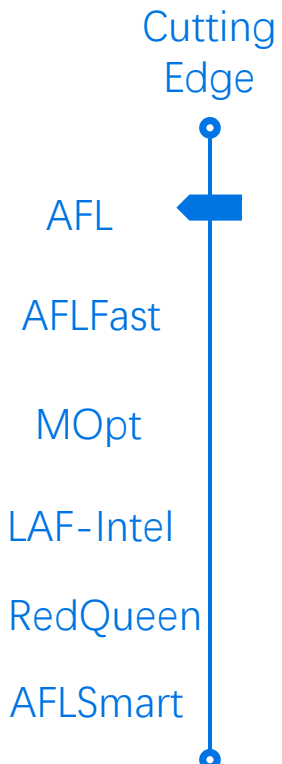 Cutting
Edge
AFL
AFLFast
MOpt
LAF-Intel
RedQueen
AFLSmart